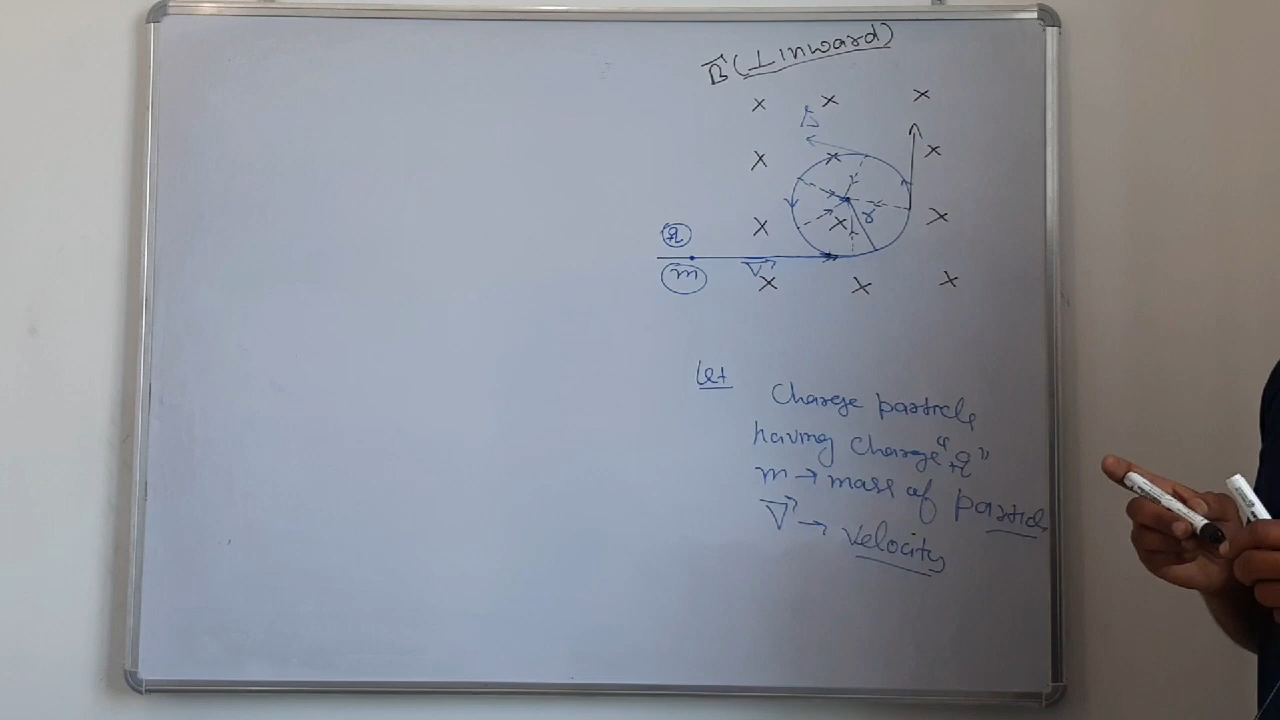 B⃗ (⊥ inward)
× × ×
× × ×
× × ×
+q
r
m
v⃗
× × ×
Let
Charge particle
having charge "+q"
m → mass of particle
V⃗ → Velocity